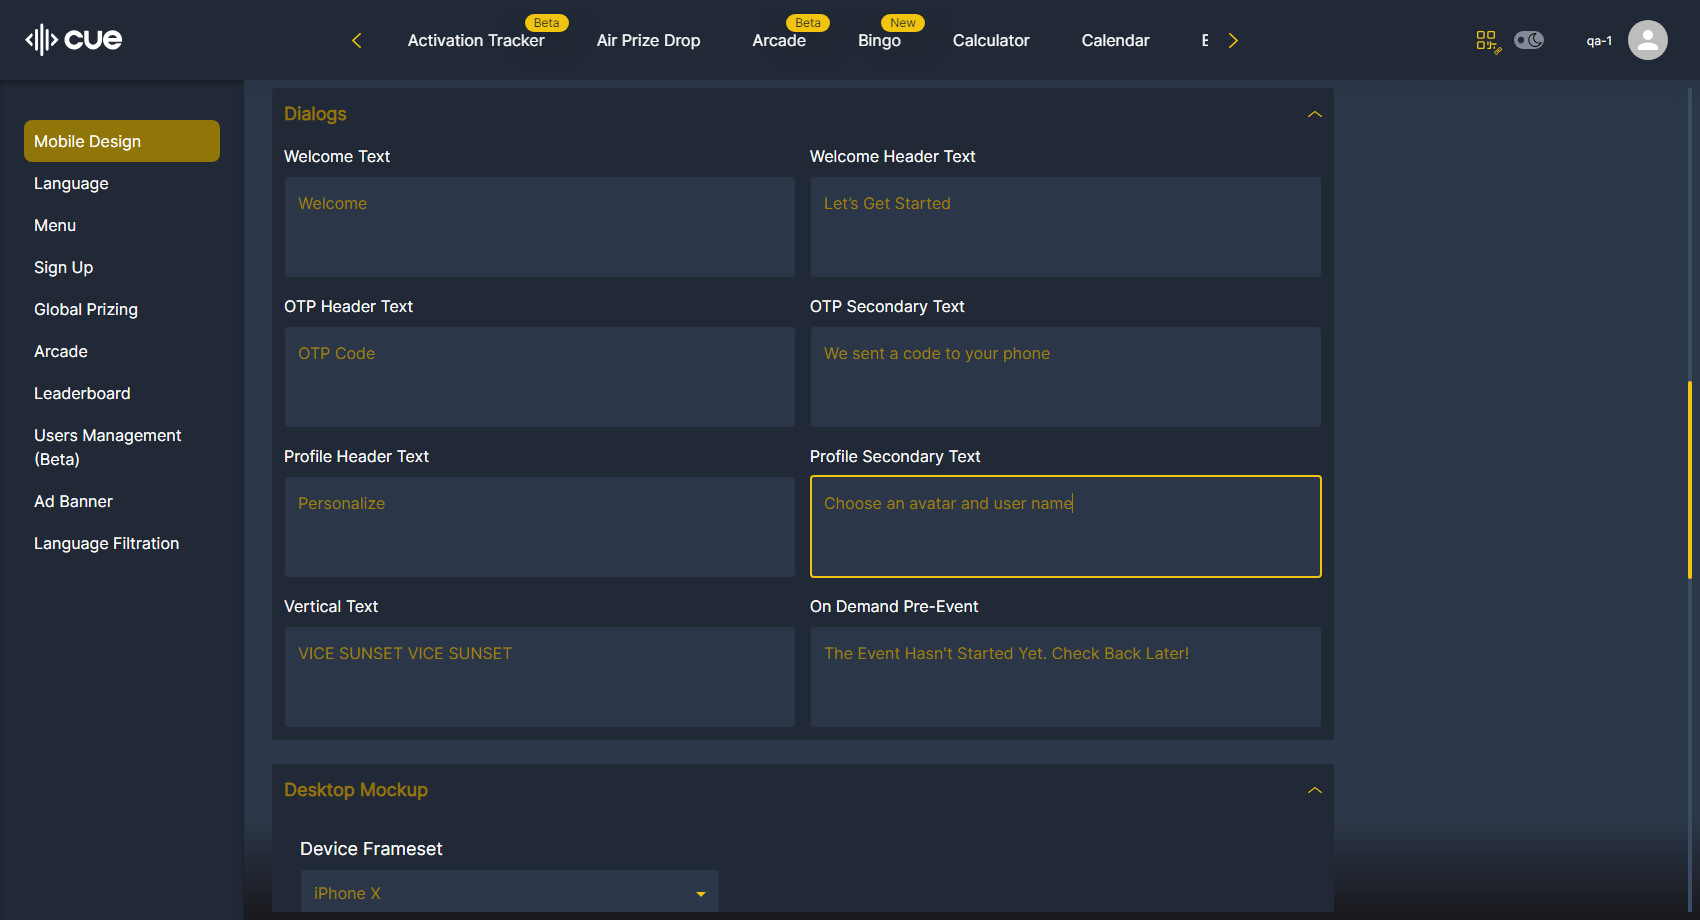 cue
Activation Tracker
Beta
Air Prize Drop
Arcade
Beta
Bingo
New
Calculator
Calendar
qa-1
Mobile Design
Language
Menu
Sign Up
Global Prizing
Arcade
Leaderboard
Users Management
(Beta)
Ad Banner
Language Filtration
Dialogs
Welcome Text
Welcome
Welcome Header Text
Let’s Get Started
OTP Header Text
OTP Code
OTP Secondary Text
We sent a code to your phone
Profile Header Text
Personalize
Profile Secondary Text
Choose an avatar and user name
Vertical Text
VICE SUNSET VICE SUNSET
On Demand Pre-Event
The Event Hasn't Started Yet. Check Back Later!
Desktop Mockup
Device Frameset
iPhone X